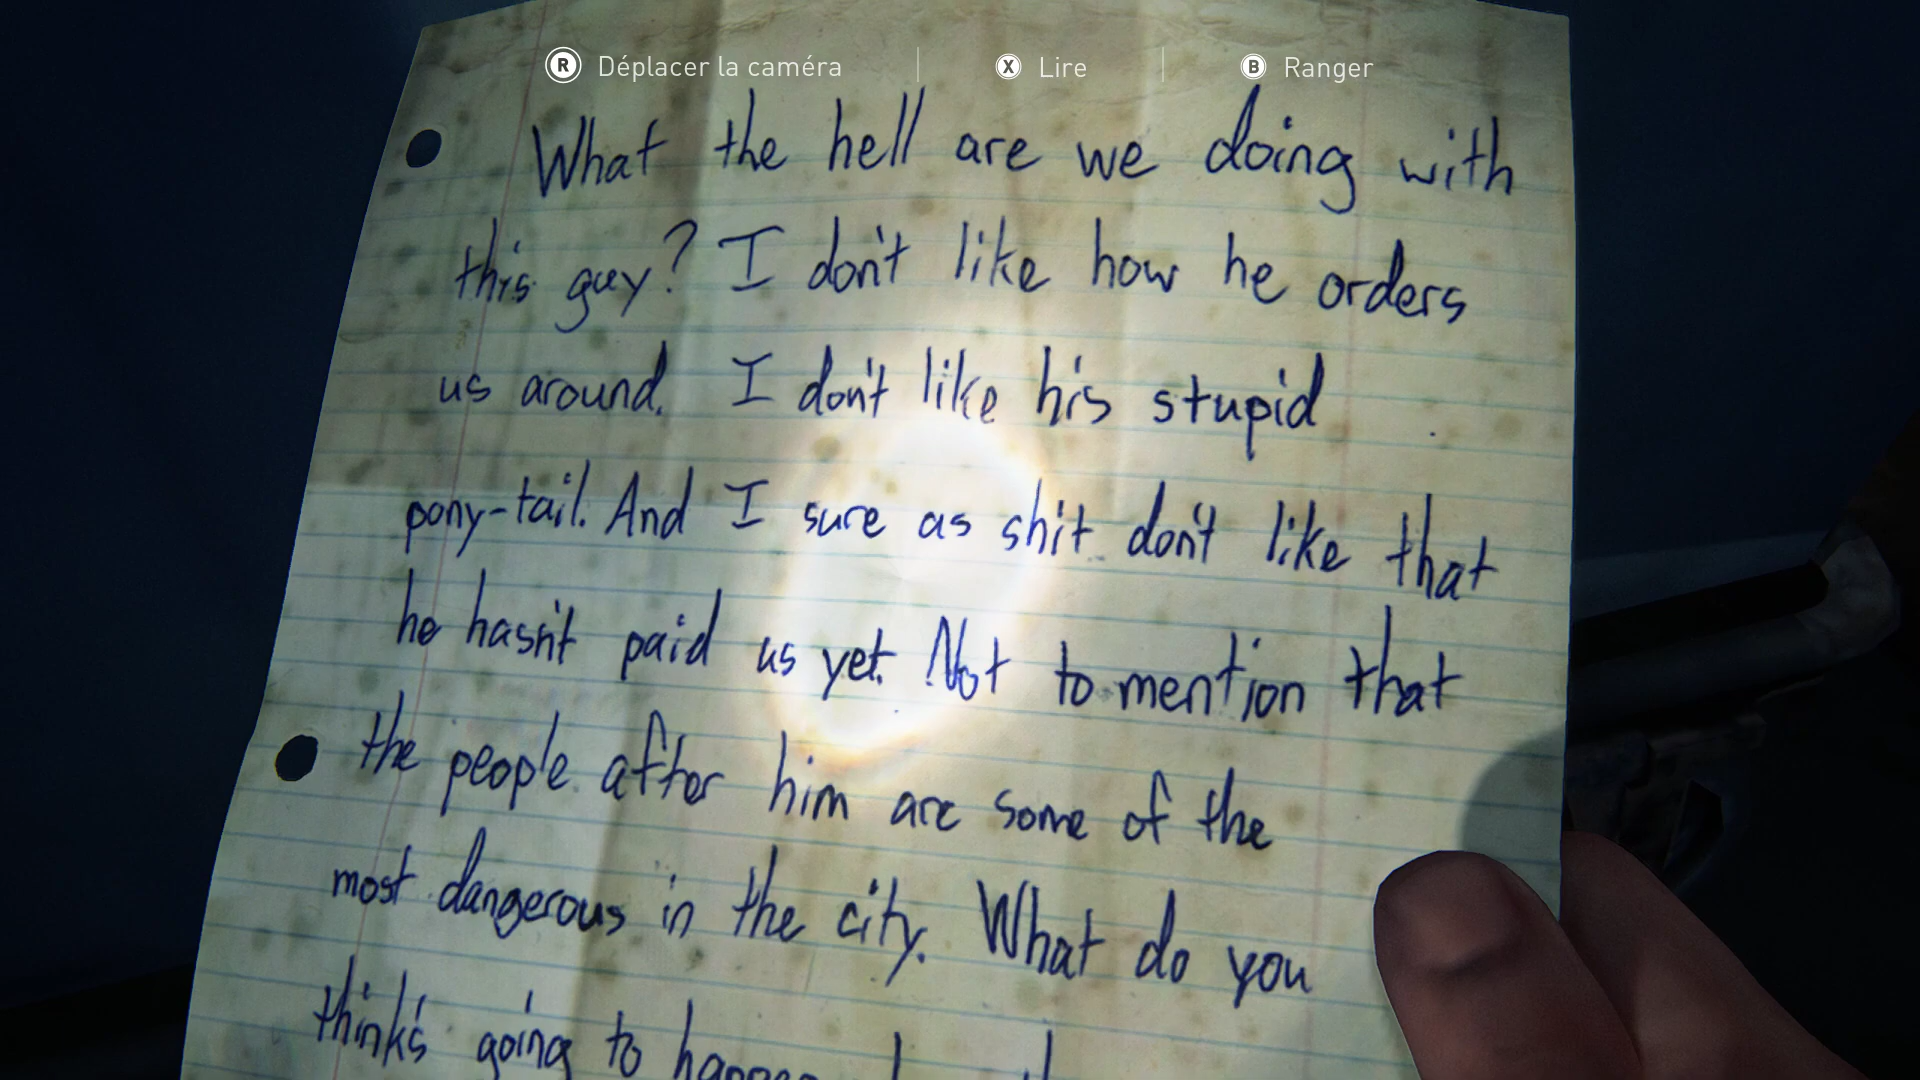 R Déplacer la caméra X Lire B Ranger
What the hell are we doing with
this guy? I don't like how he orders
us around. I don't like his stupid
pony-tail. And I sure as shit don't like that
he hasn't paid us yet. Not to mention that
the people after him are some of the
most dangerous in the city. What do you
think's going to happen